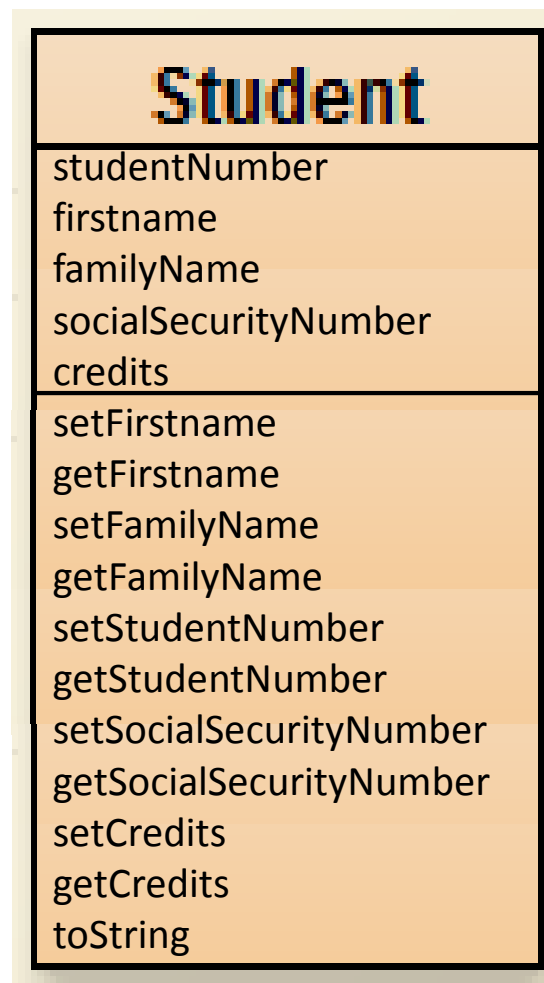 Student
studentNumber
firstname
familyName
socialSecurityNumber
credits
setFirstname
getFirstname
setFamilyName
getFamilyName
setStudentNumber
getStudentNumber
setSocialSecurityNumber
getSocialSecurityNumber
setCredits
getCredits
toString